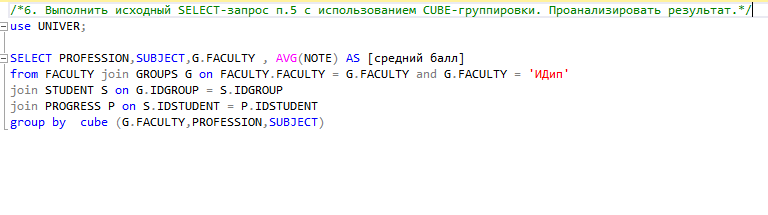 /*6. Выполнить исходный SELECT-запрос п.5 с использованием CUBE-группировки. Проанализировать результат.*/
use UNIVER;
SELECT PROFESSION,SUBJECT,G.FACULTY , AVG(NOTE) AS [средний балл]
from FACULTY join GROUPS G on FACULTY.FACULTY = G.FACULTY and G.FACULTY = 'ИДип'
join STUDENT S on G.IDGROUP = S.IDGROUP
join PROGRESS P on S.IDSTUDENT = P.IDSTUDENT
group by  cube (G.FACULTY,PROFESSION,SUBJECT)